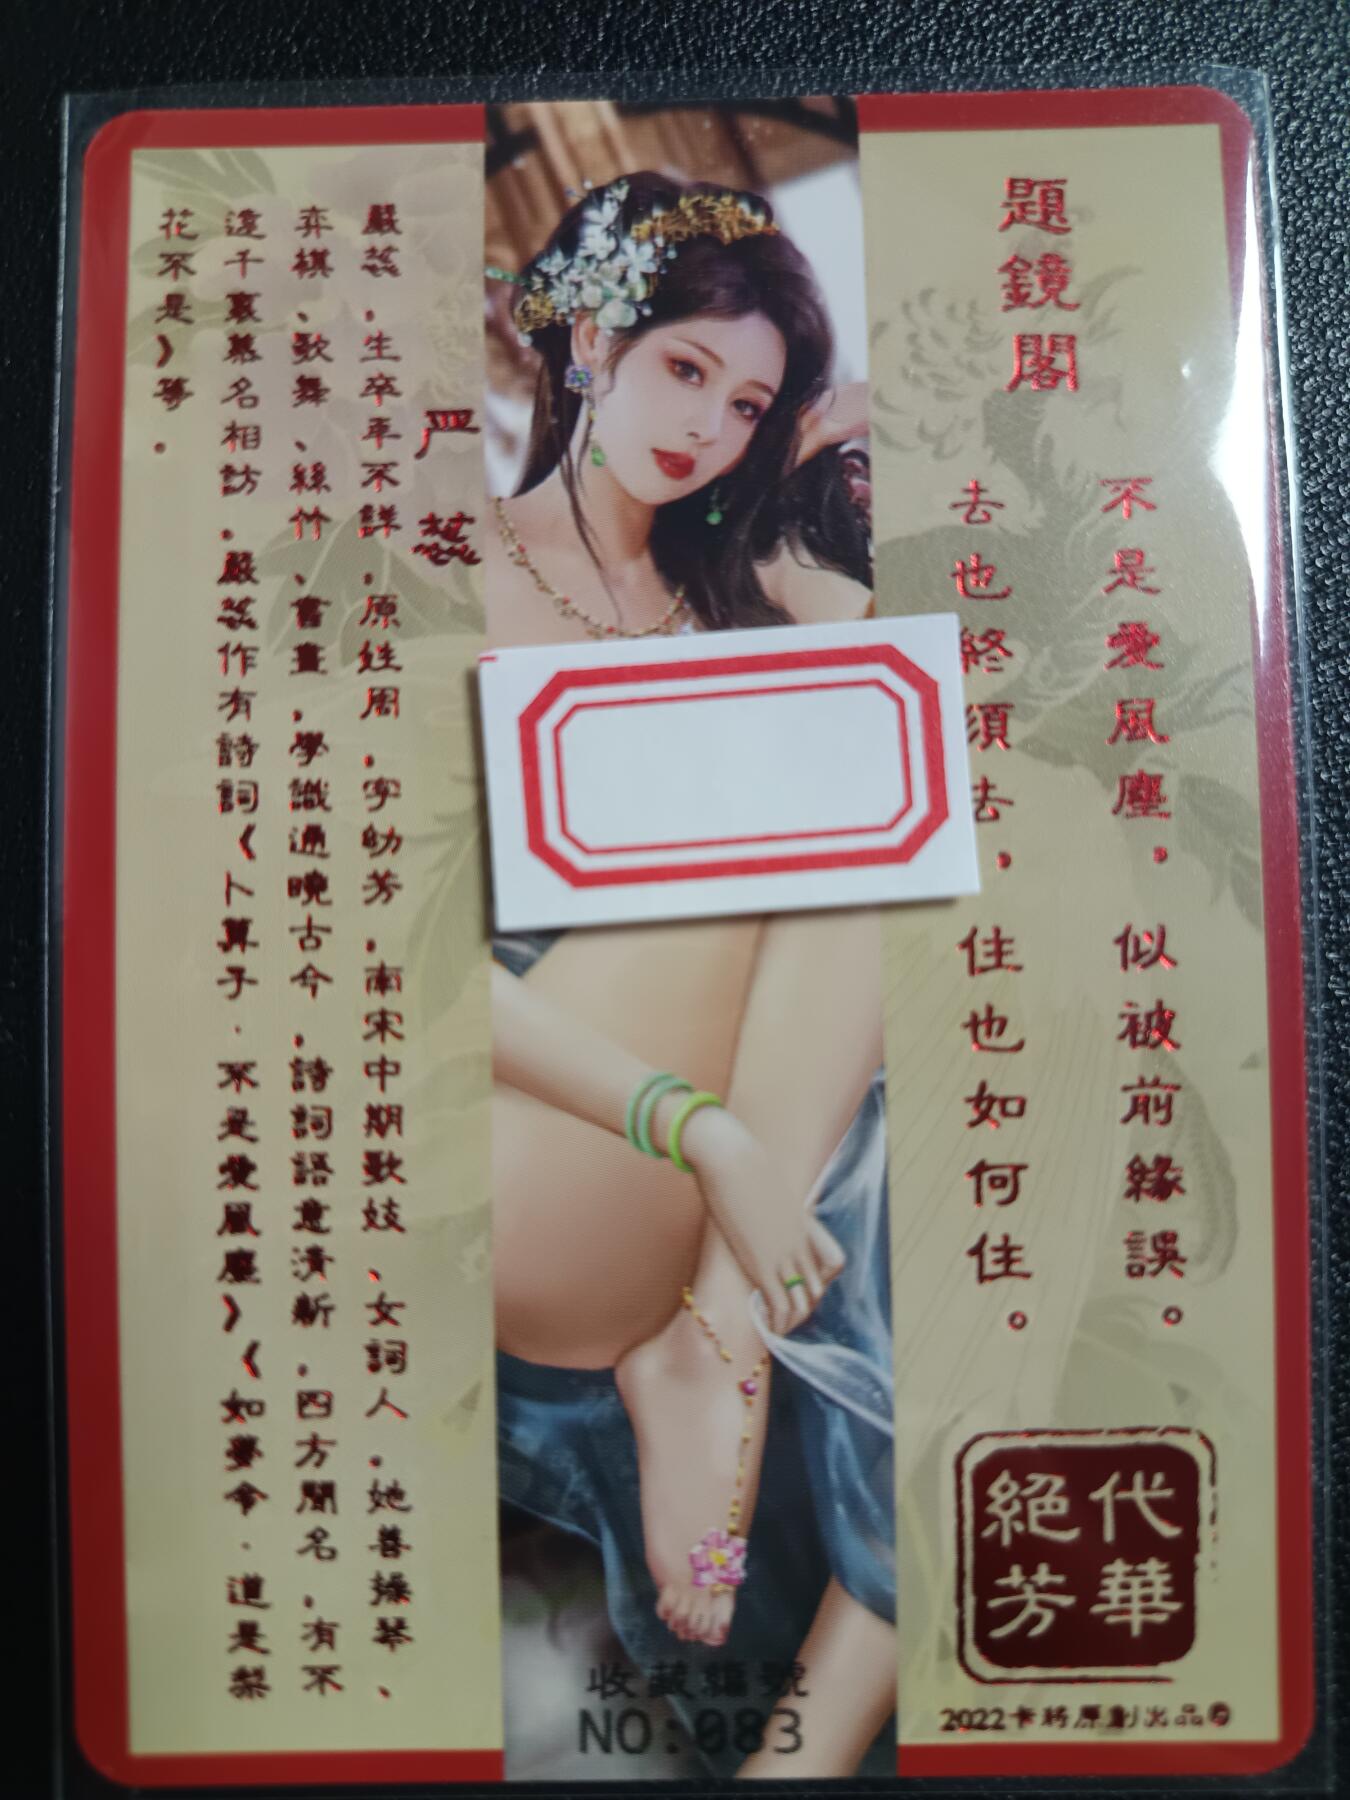 題鏡閣
不是愛風塵，似被前緣誤。
去也終須去，住也如何住。
絕代
芳華
2022卡將原創出品
严蕊
嚴蕊，生卒年不詳，原姓周，字幼芳，南宋中期歌妓、女詞人。她善操琴、
弈棋、歌舞、絲竹、書畫，學識通曉古今，詩詞語意清新，四方聞名，有不
遠千裏慕名相訪。嚴蕊作有詩詞《卜算子·不是愛風塵》《如夢令·道是梨
花不是》等。
收藏編號
NO:083